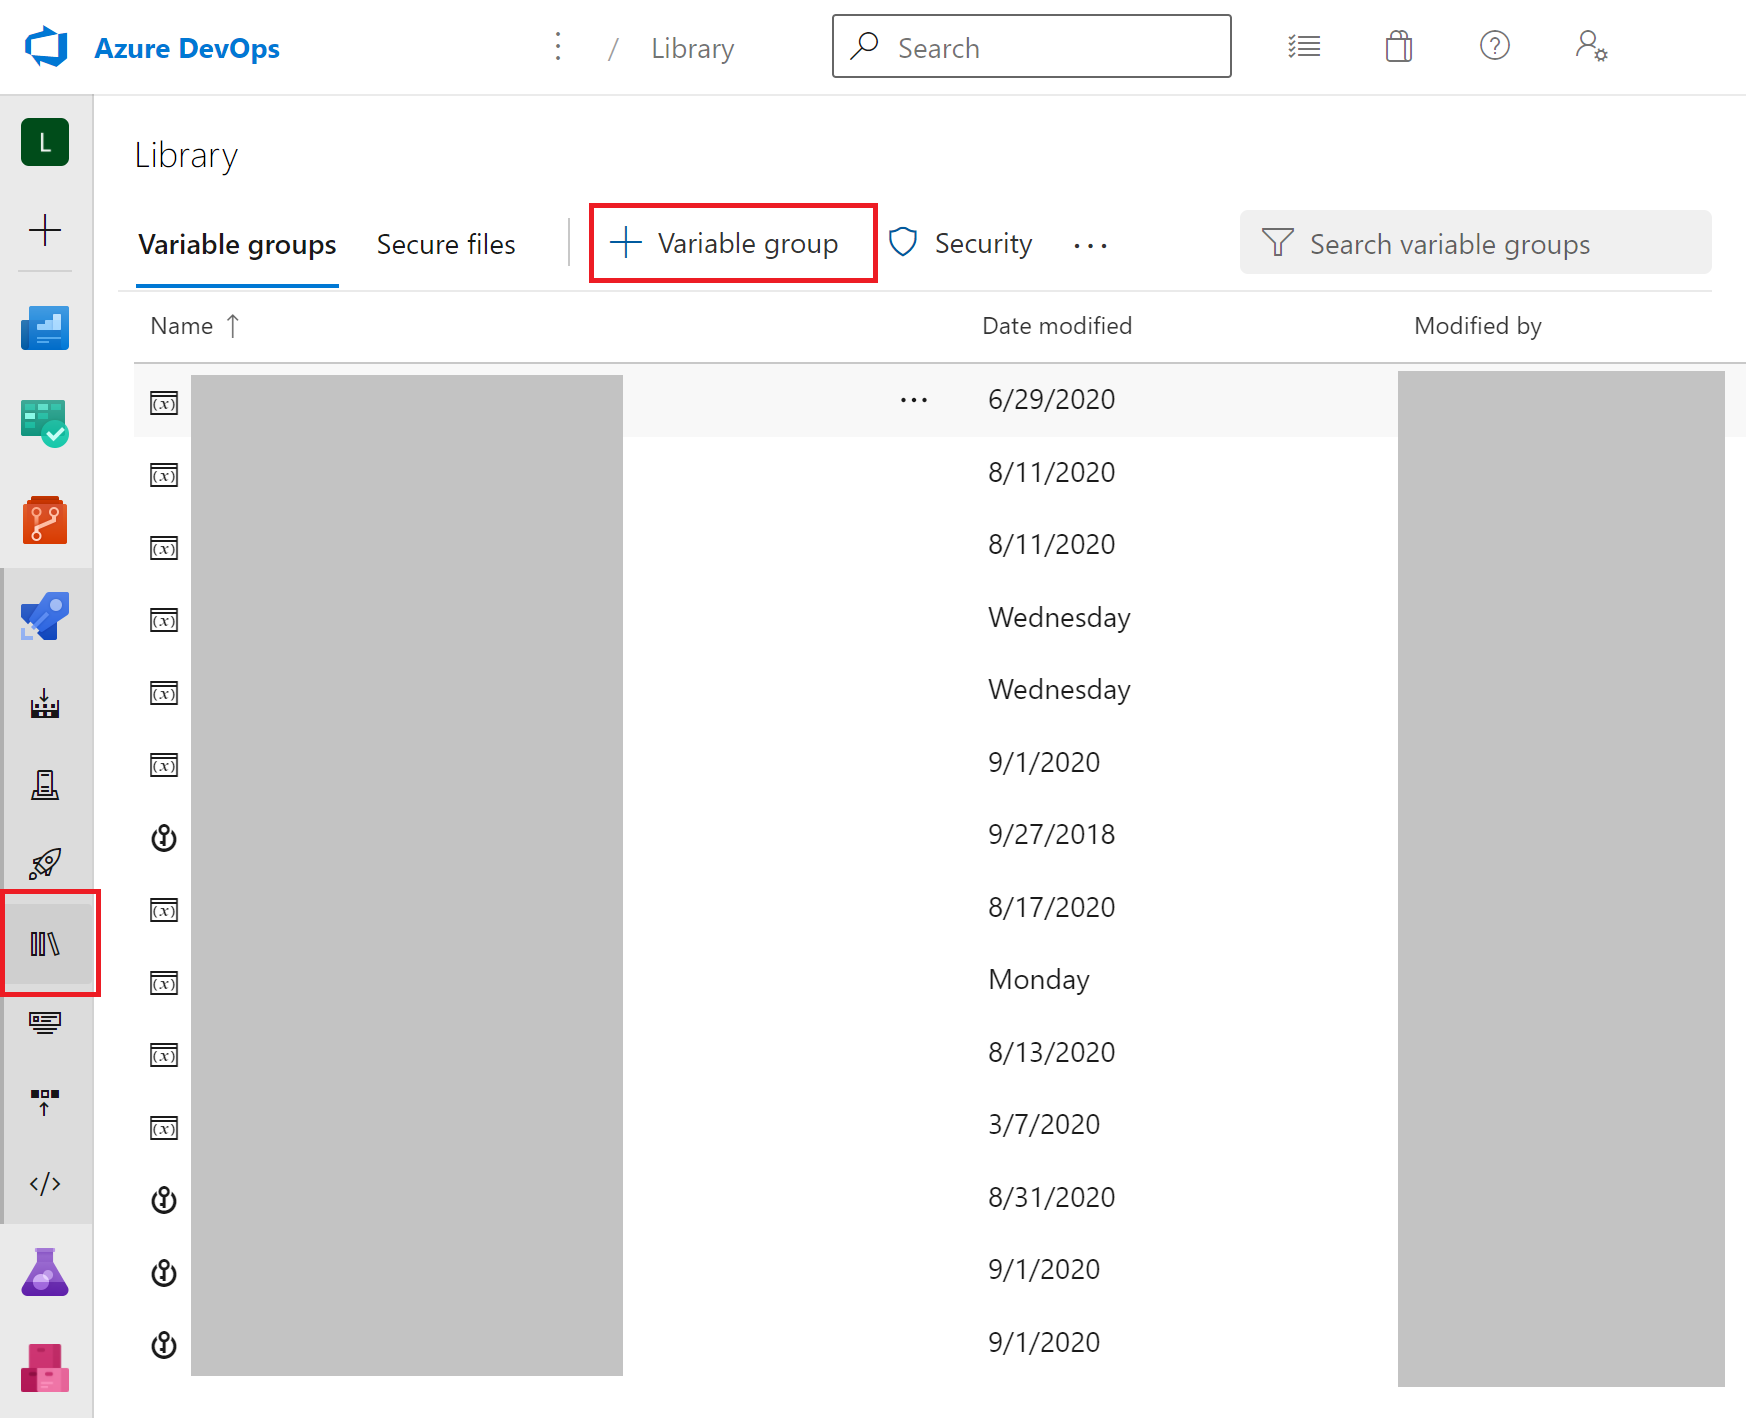 Azure DevOps
/ Library
Search
L
Library
Variable groups
Secure files
Variable group
Security
Search variable groups
Name
Date modified
Modified by
(x) 6/29/2020
(x) 8/11/2020
(x) 8/11/2020
(x) Wednesday
(x) Wednesday
(x) 9/1/2020
9/27/2018
(x) 8/17/2020
(x) Monday
(x) 8/13/2020
(x) 3/7/2020
8/31/2020
9/1/2020
9/1/2020